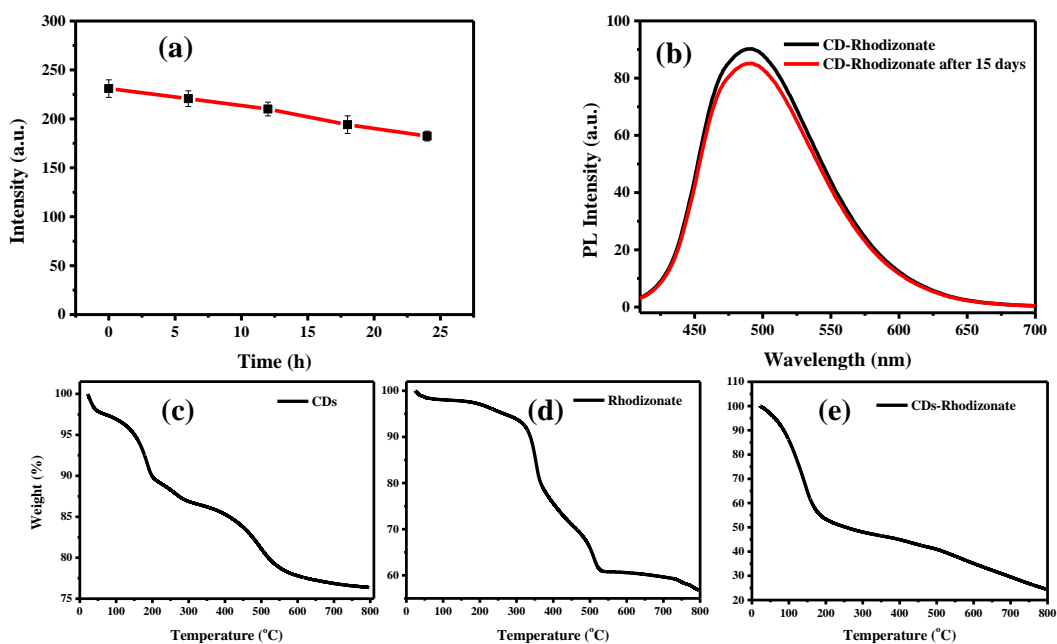 (a)
300
250
200
150
100
50
0
Intensity (a.u.)
0 5 10 15 20 25
Time (h)
(b)
CD-Rhodizonate
CD-Rhodizonate after 15 days
100
80
60
40
20
0
PL Intensity (a.u.)
450 500 550 600 650 700
Wavelength (nm)
(c)
CDs
100
95
90
85
80
75
Weight (%)
0 100 200 300 400 500 600 700 800
Temperature (°C)
(d)
Rhodizonate
100
90
80
70
60
0 100 200 300 400 500 600 700 800
Temperature (°C)
(e)
CDs-Rhodizonate
110
100
90
80
70
60
50
40
30
20
0 100 200 300 400 500 600 700 800
Temperature (°C)